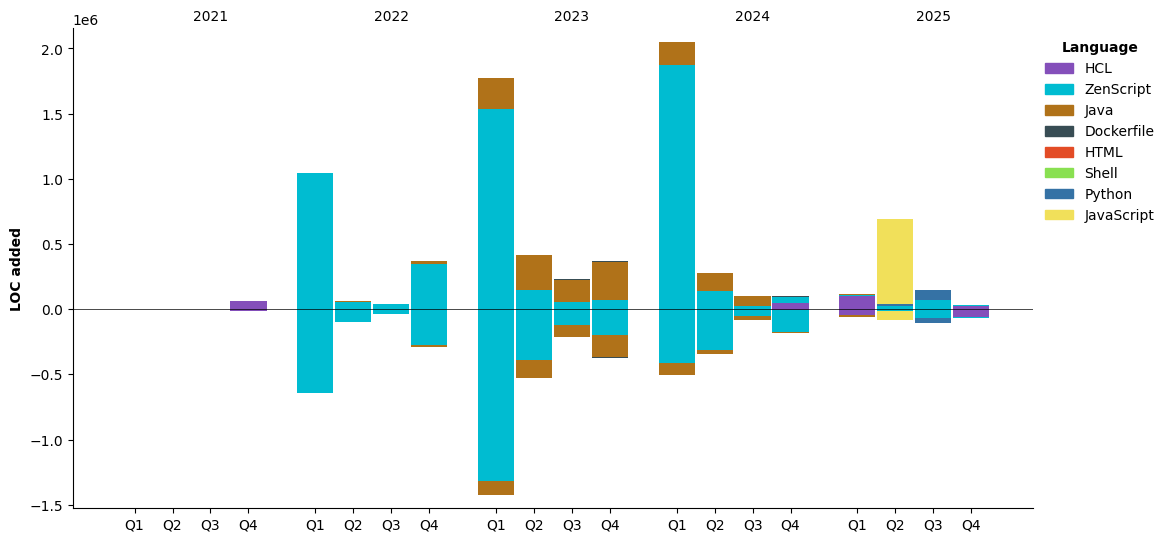 1e6
2021 2022 2023 2024 2025
2.0
1.5
1.0
0.5
0.0
−0.5
−1.0
−1.5
LOC added
Q1 Q2 Q3 Q4 Q1 Q2 Q3 Q4 Q1 Q2 Q3 Q4 Q1 Q2 Q3 Q4 Q1 Q2 Q3 Q4
Language
HCL
ZenScript
Java
Dockerfile
HTML
Shell
Python
JavaScript